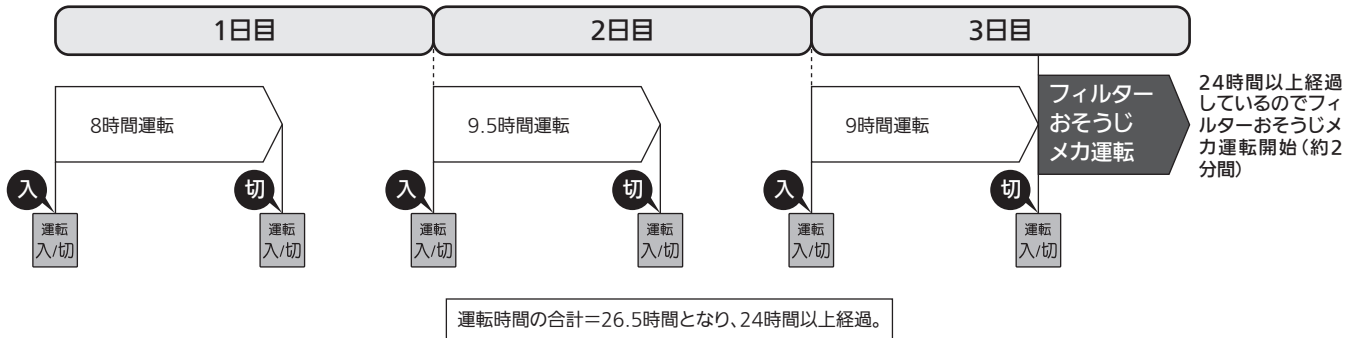 1日目
2日目
3日目
8時間運転
9.5時間運転
9時間運転
フィルター
おそうじ
メカ運転
24時間以上経過
しているのでフィ
ルターおそうじメ
カ運転開始(約2
分間)
入
切
入
切
入
切
運転
入/切
運転
入/切
運転
入/切
運転
入/切
運転
入/切
運転
入/切
運転時間の合計=26.5時間となり、24時間以上経過。